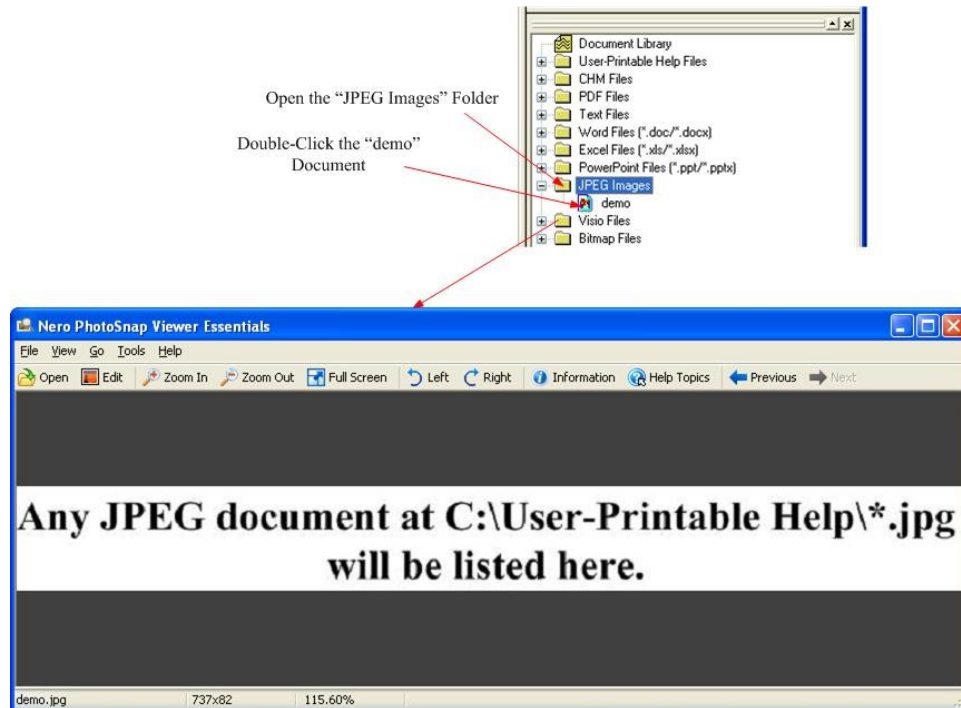 Document Library
User-Printable Help Files
CHM Files
PDF Files
Open the “JPEG Images” Folder
Text Files
Word Files (*.doc/*.docx)
Double-Click the “demo”
Document
Excel Files (*.xls/*.xlsx)
PowerPoint Files (*.ppt/*.pptx)
JPEG Images
demo
Visio Files
Bitmap Files
Nero PhotoSnap Viewer Essentials
File View Go Tools Help
Open Edit Zoom In Zoom Out Full Screen Left Right Information Help Topics Previous Next
Any JPEG document at C:\User-Printable Help\*.jpg
will be listed here.
demo.jpg 737x82 115.60%